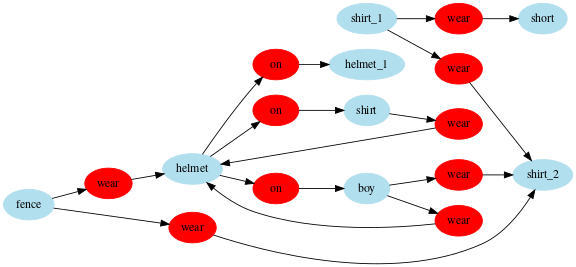 shirt_1
wear
short
on
helmet_1
wear
on
shirt
wear
helmet
wear
on
boy
wear
shirt_2
fence
wear
wear